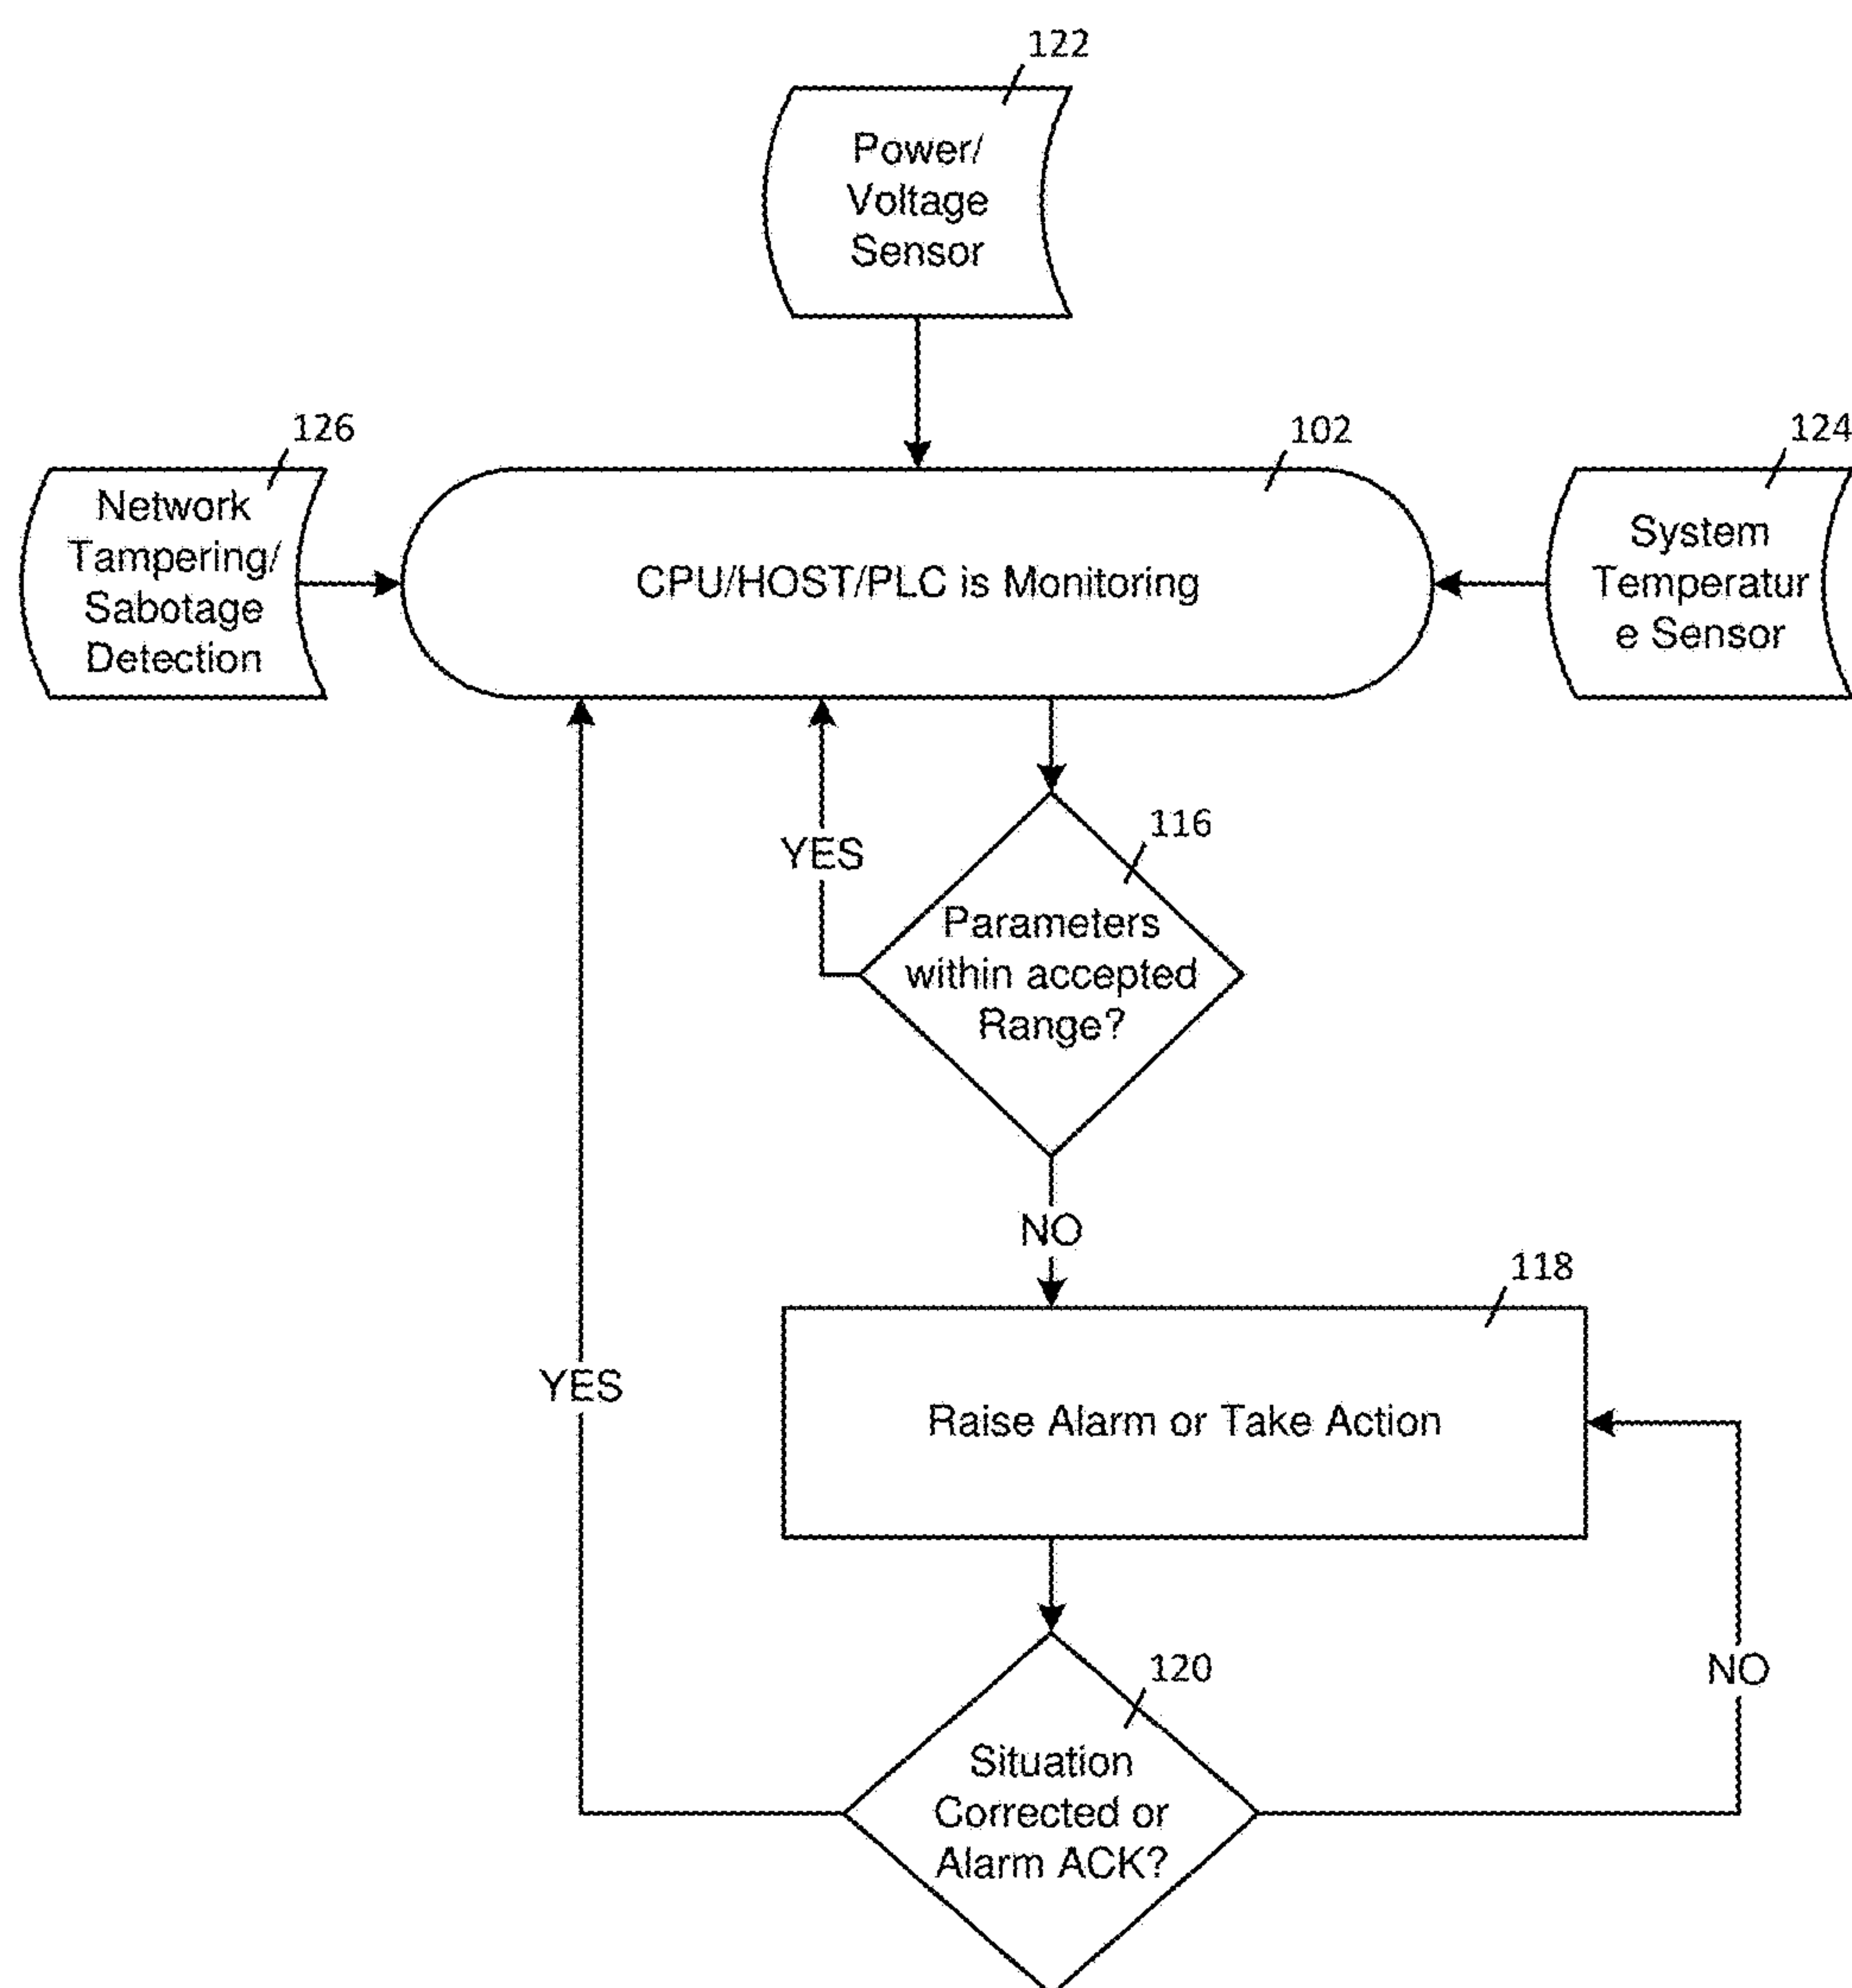 122
Power/
Voltage
Sensor
126
102
124
Network
Tampering/
Sabotage
Detection
CPU/HOST/PLC is Monitoring
System
Temperatur
e Sensor
116
YES
Parameters
within accepted
Range?
NO
118
YES
Raise Alarm or Take Action
120
NO
Situation
Corrected or
Alarm ACK?